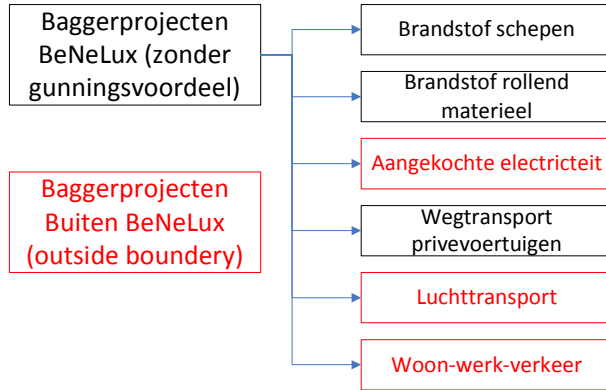 Baggerprojecten
BeNeLux (zonder
gunningsvoordeel)
Baggerprojecten
Buiten BeNeLux
(outside boundery)
Brandstof schepen
Brandstof rollend
materieel
Aangekochte electricteit
Wegtransport
privevoertuigen
Luchttransport
Woon-werk-verkeer